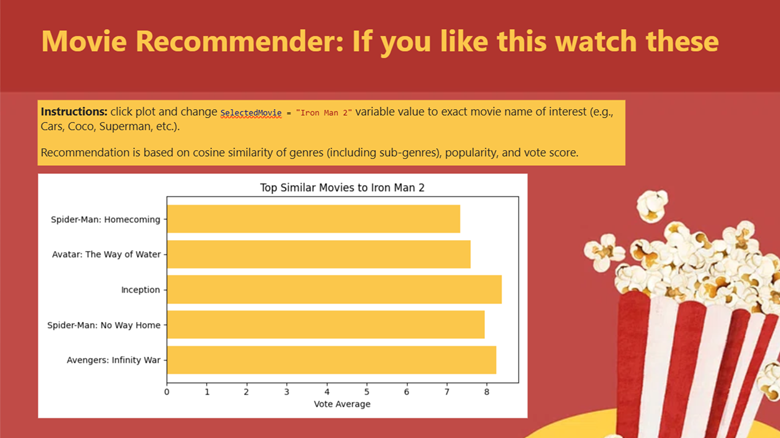 Movie Recommender: If you like this watch these
Instructions: click plot and change SelectedMovie = "Iron Man 2" variable value to exact movie name of interest (e.g.,
Cars, Coco, Superman, etc.).
Recommendation is based on cosine similarity of genres (including sub-genres), popularity, and vote score.
Top Similar Movies to Iron Man 2
Spider-Man: Homecoming
Avatar: The Way of Water
Inception
Spider-Man: No Way Home
Avengers: Infinity War
0 1 2 3 4 5 6 7 8
Vote Average